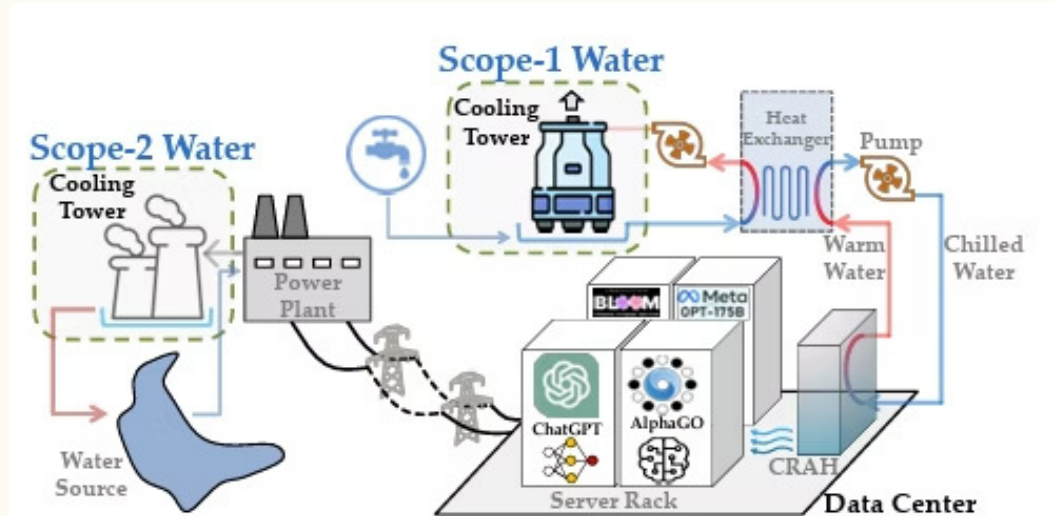 Scope-1 Water
Cooling
Tower
Heat
Exchanger
Pump
Scope-2 Water
Cooling
Tower
Power
Plant
Warm
Water
Chilled
Water
BLOOM
Meta
OPT-175B
ChatGPT
AlphaGO
Water
Source
Server Rack
CRAH
Data Center